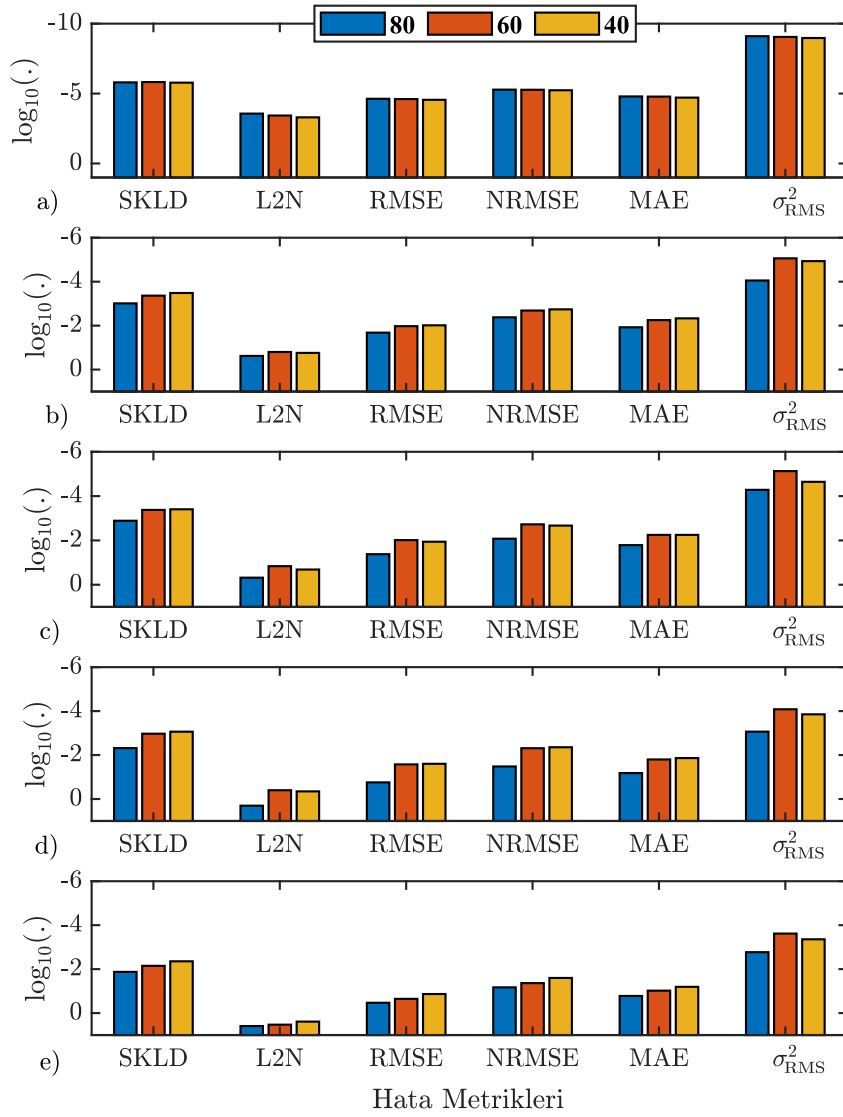 80 60 40
-10
-5
0
log10(.)
a)
SKLD L2N RMSE NRMSE MAE σ²RMS
-6
-4
-2
0
log10(.)
b)
SKLD L2N RMSE NRMSE MAE σ²RMS
-6
-4
-2
0
log10(.)
c)
SKLD L2N RMSE NRMSE MAE σ²RMS
-6
-4
-2
0
log10(.)
d)
SKLD L2N RMSE NRMSE MAE σ²RMS
-6
-4
-2
0
log10(.)
e)
SKLD L2N RMSE NRMSE MAE σ²RMS
Hata Metrikleri